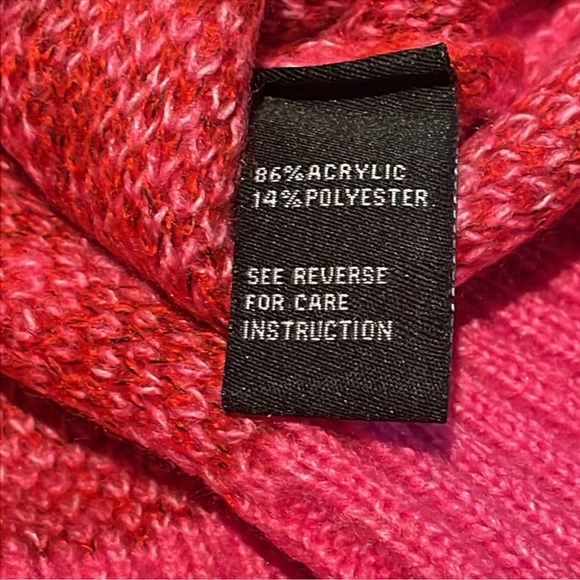 86%ACRYLIC
14%POLYESTER
SEE REVERSE
FOR CARE
INSTRUCTION